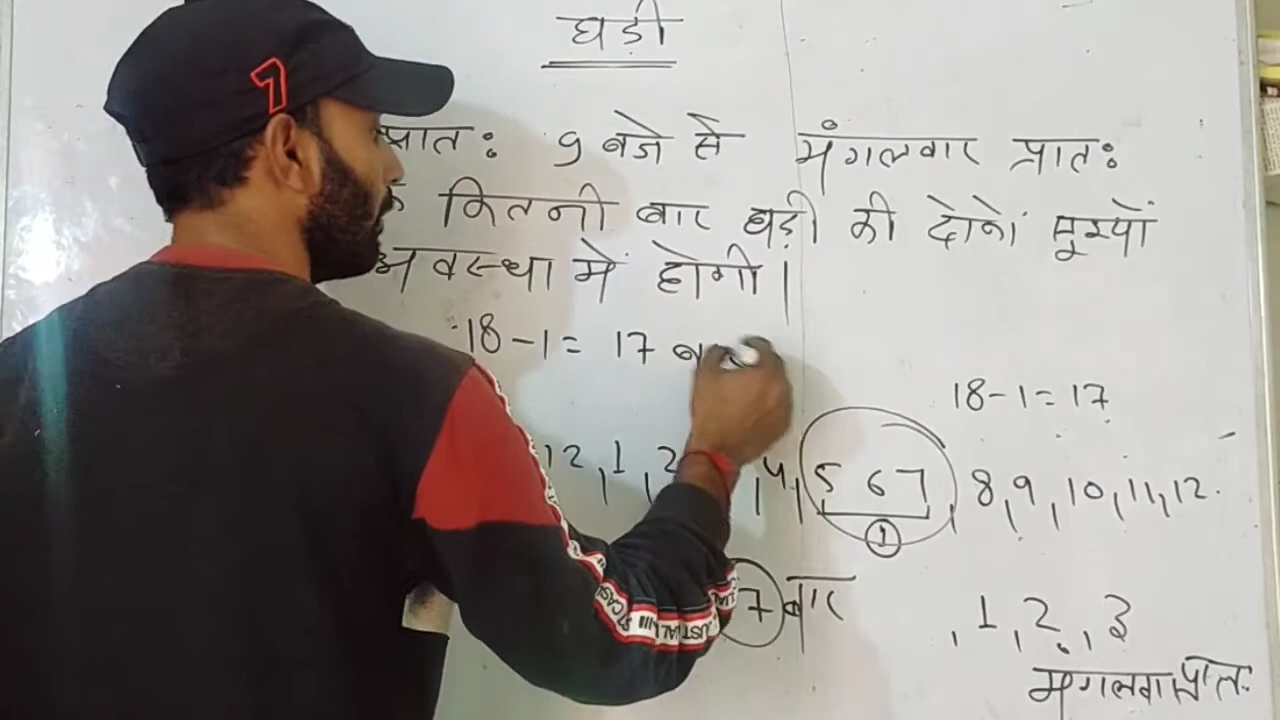 घड़ी
प्रातः 9 बजे से मंगलवार प्रातः
के कितनी बार घड़ी की दोनों सूइयों
अवस्था में होगी।
18-1= 17
18-1=17
12, 1, 2, 4, 5 6 7, 8, 9, 10, 11, 12.
1
7 बार
, 1, 2, 3
मंगलवार प्रातः